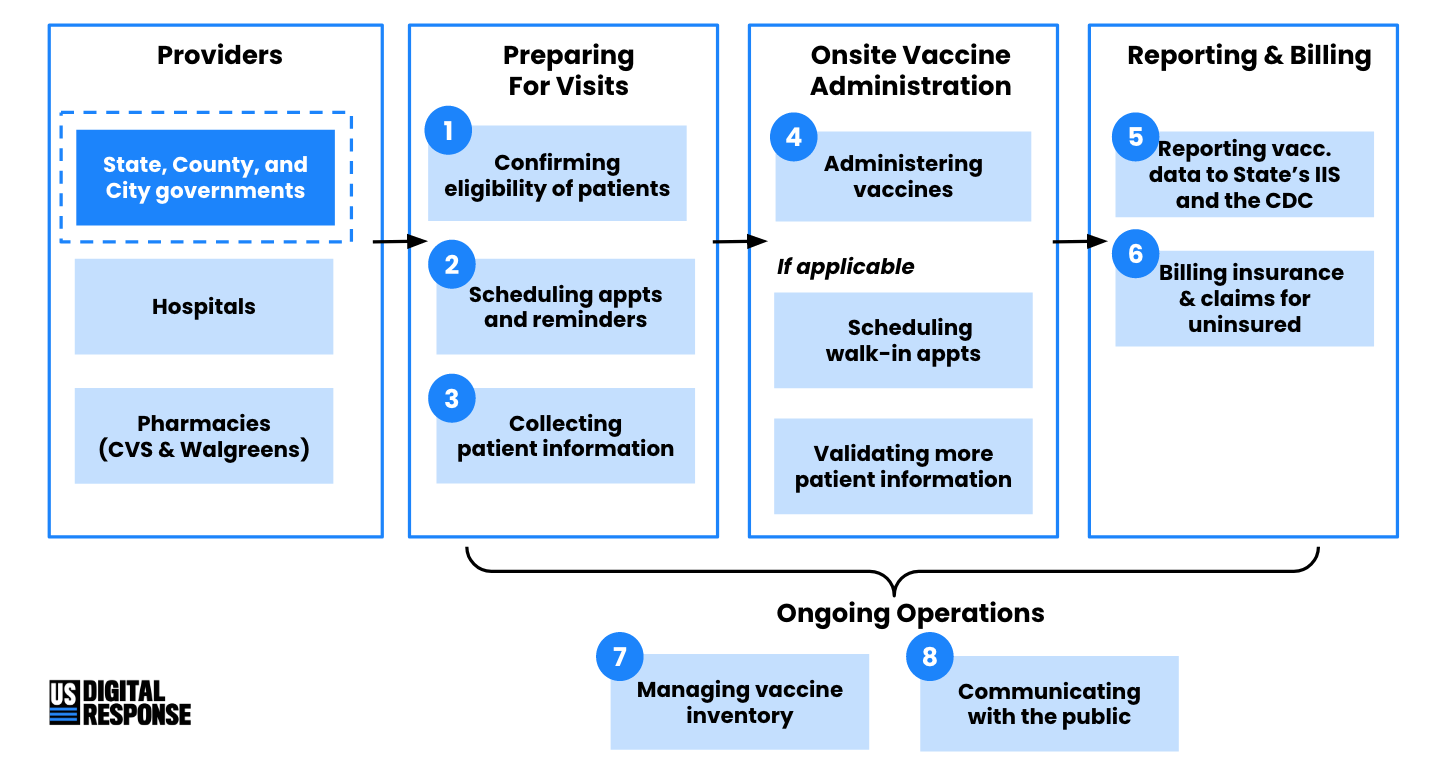 Providers
State, County, and
City governments
Hospitals
Pharmacies
(CVS & Walgreens)
Preparing
For Visits
1
Confirming
eligibility of patients
2
Scheduling appts
and reminders
3
Collecting
patient information
Onsite Vaccine
Administration
4
Administering
vaccines
If applicable
Scheduling
walk-in appts
Validating more
patient information
Reporting & Billing
5
Reporting vacc.
data to State’s IIS
and the CDC
6
Billing insurance
& claims for
uninsured
Ongoing Operations
7
Managing vaccine
inventory
8
Communicating
with the public
US DIGITAL
RESPONSE